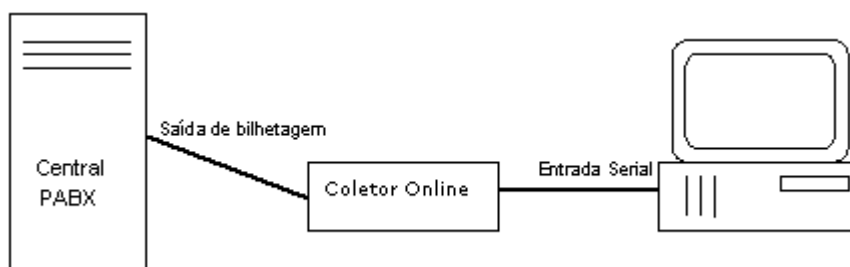 Central
PABX
Saída de bilhetagem
Coletor Online
Entrada Serial